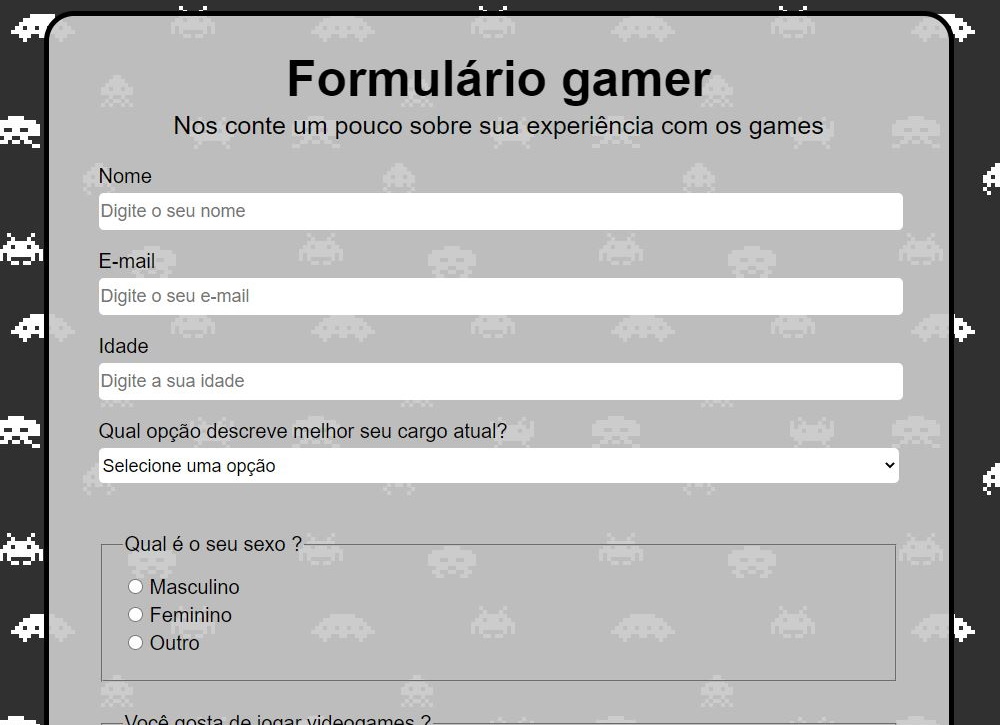 Formulário gamer
Nos conte um pouco sobre sua experiência com os games
Nome
Digite o seu nome
E-mail
Digite o seu e-mail
Idade
Digite a sua idade
Qual opção descreve melhor seu cargo atual?
Selecione uma opção
Qual é o seu sexo ?
Masculino
Feminino
Outro
Você gosta de jogar videogames ?